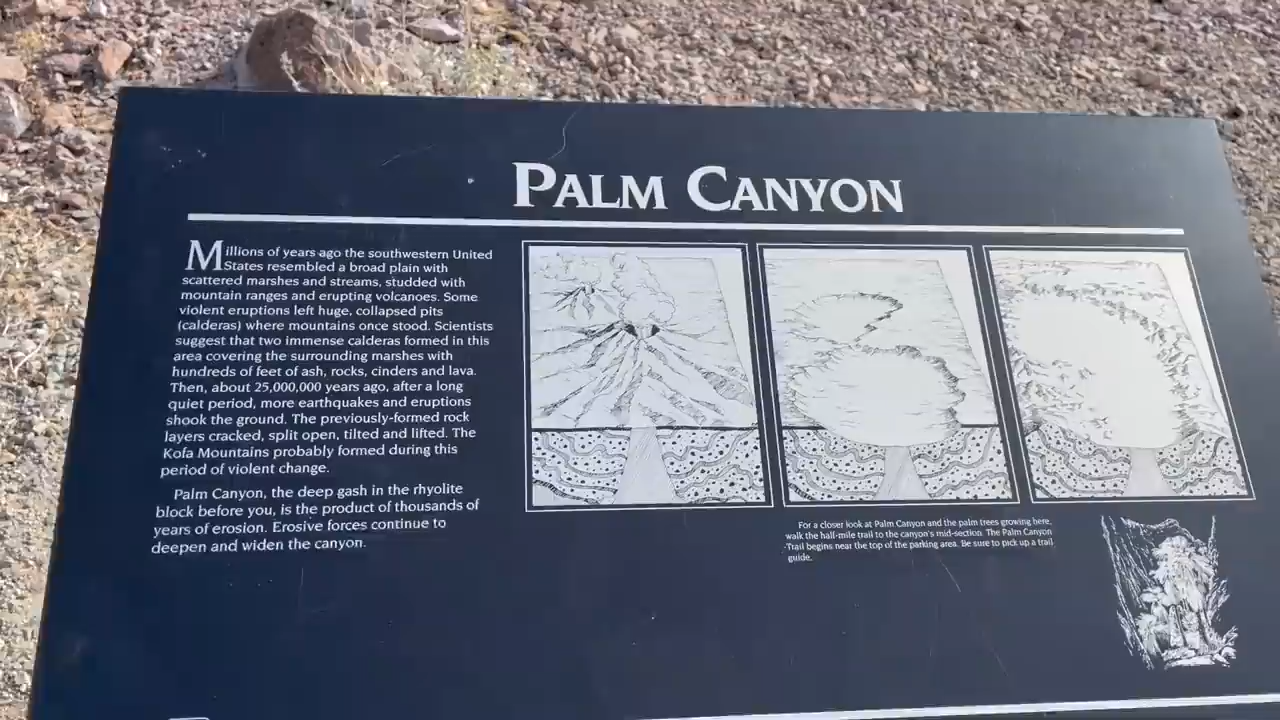 PALM CANYON
Millions of years ago the southwestern United
States resembled a broad plain with
scattered marshes and streams, studded with
mountain ranges and erupting volcanoes. Some
violent eruptions left huge, collapsed pits
(calderas) where mountains once stood. Scientists
suggest that two immense calderas formed in this
area covering the surrounding marshes with
hundreds of feet of ash, rocks, cinders and lava.
Then, about 25,000,000 years ago, after a long
quiet period, more earthquakes and eruptions
shook the ground. The previously-formed rock
layers cracked, split open, tilted and lifted. The
Kofa Mountains probably formed during this
period of violent change.
Palm Canyon, the deep gash in the rhyolite
block before you, is the product of thousands of
years of erosion. Erosive forces continue to
deepen and widen the canyon.
For a closer look at Palm Canyon and the palm trees growing here,
walk the half-mile trail to the canyon's mid-section. The Palm Canyon
Trail begins near the top of the parking area. Be sure to pick up a trail
guide.